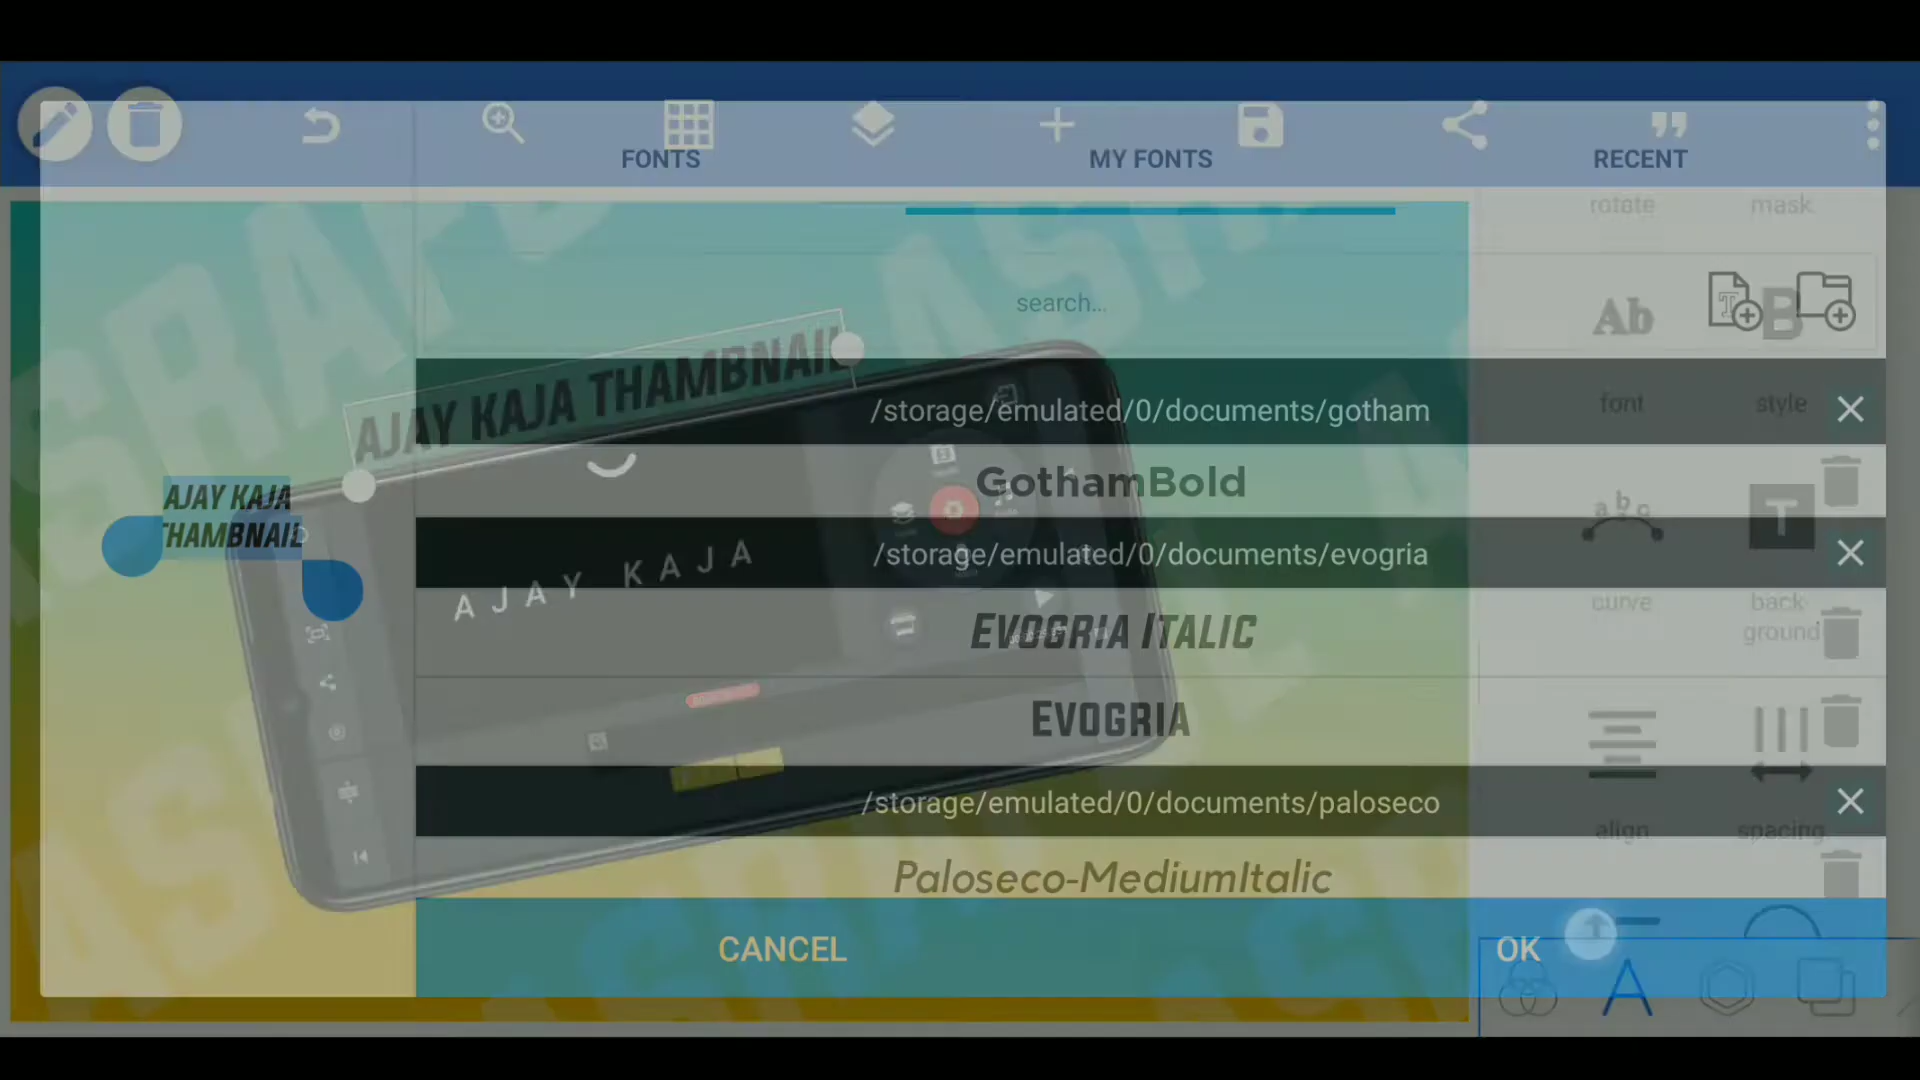 FONTS
MY FONTS
RECENT
rotate
mask
search...
Ab
B
/storage/emulated/0/documents/gotham
font
style
AJAY KAJA THAMBNAIL
GothamBold
AJAY KAJA
THAMBNAIL
abc
T
/storage/emulated/0/documents/evogria
AJAY KAJA
curve
back
ground
EVOGRIA ITALIC
EVOGRIA
/storage/emulated/0/documents/paloseco
align
spacing
Paloseco-MediumItalic
CANCEL
OK
A